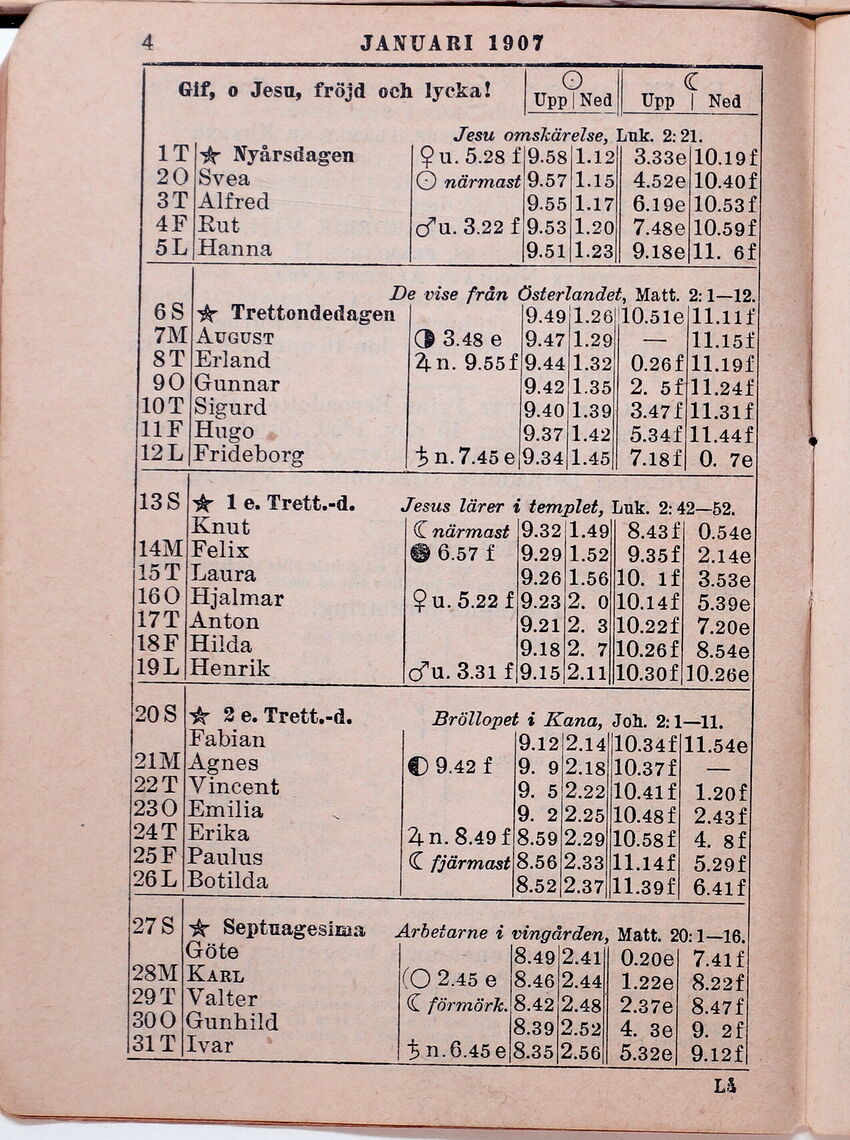 4 JANUARI 1907
Gif, o Jesu, fröjd och lycka! ☉ ☾
Upp Ned Upp Ned
Jesu omskärelse, Luk. 2:21.
1 T ★ Nyårsdagen ♀ u. 5.28 f 9.58 1.12 3.33e 10.19f
2 O Svea ☉ närmast 9.57 1.15 4.52e 10.40f
3 T Alfred 9.55 1.17 6.19e 10.53f
4 F Rut ♂ u. 3.22 f 9.53 1.20 7.48e 10.59f
5 L Hanna 9.51 1.23 9.18e 11. 6f
De vise från Österlandet, Matt. 2: 1—12.
6 S ★ Trettondedagen 9.49 1.26 10.51e 11.11f
7 M AUGUST ◑ 3.48 e 9.47 1.29 — 11.15f
8 T Erland ♃ n. 9.55f 9.44 1.32 0.26f 11.19f
9 O Gunnar 9.42 1.35 2. 5f 11.24f
10 T Sigurd 9.40 1.39 3.47f 11.31f
11 F Hugo 9.37 1.42 5.34f 11.44f
12 L Frideborg ♄ n. 7.45 e 9.34 1.45 7.18f 0. 7e
13 S ★ 1 e. Trett.-d. Jesus lärer i templet, Luk. 2: 42—52.
Knut ☾ närmast 9.32 1.49 8.43f 0.54e
14 M Felix ● 6.57 f 9.29 1.52 9.35f 2.14e
15 T Laura 9.26 1.56 10. 1f 3.53e
16 O Hjalmar ♀ u. 5.22 f 9.23 2. 0 10.14f 5.39e
17 T Anton 9.21 2. 3 10.22f 7.20e
18 F Hilda 9.18 2. 7 10.26f 8.54e
19 L Henrik ♂ u. 3.31 f 9.15 2.11 10.30f 10.26e
20 S ★ 2 e. Trett.-d. Bröllopet i Kana, Joh. 2: 1—11.
Fabian 9.12 2.14 10.34f 11.54e
21 M Agnes ◐ 9.42 f 9. 9 2.18 10.37f —
22 T Vincent 9. 5 2.22 10.41f 1.20f
23 O Emilia 9. 2 2.25 10.48f 2.43f
24 T Erika ♃ n. 8.49 f 8.59 2.29 10.58f 4. 8f
25 F Paulus ☾ fjärmast 8.56 2.33 11.14f 5.29f
26 L Botilda 8.52 2.37 11.39f 6.41f
27 S ★ Septuagesima Arbetarne i vingården, Matt. 20: 1—16.
Göte 8.49 2.41 0.20e 7.41f
28 M KARL ○ 2.45 e 8.46 2.44 1.22e 8.22f
29 T Valter ☾ förmörk. 8.42 2.48 2.37e 8.47f
30 O Gunhild 8.39 2.52 4. 3e 9. 2f
31 T Ivar ♄ n. 6.45 e 8.35 2.56 5.32e 9.12f
Lå